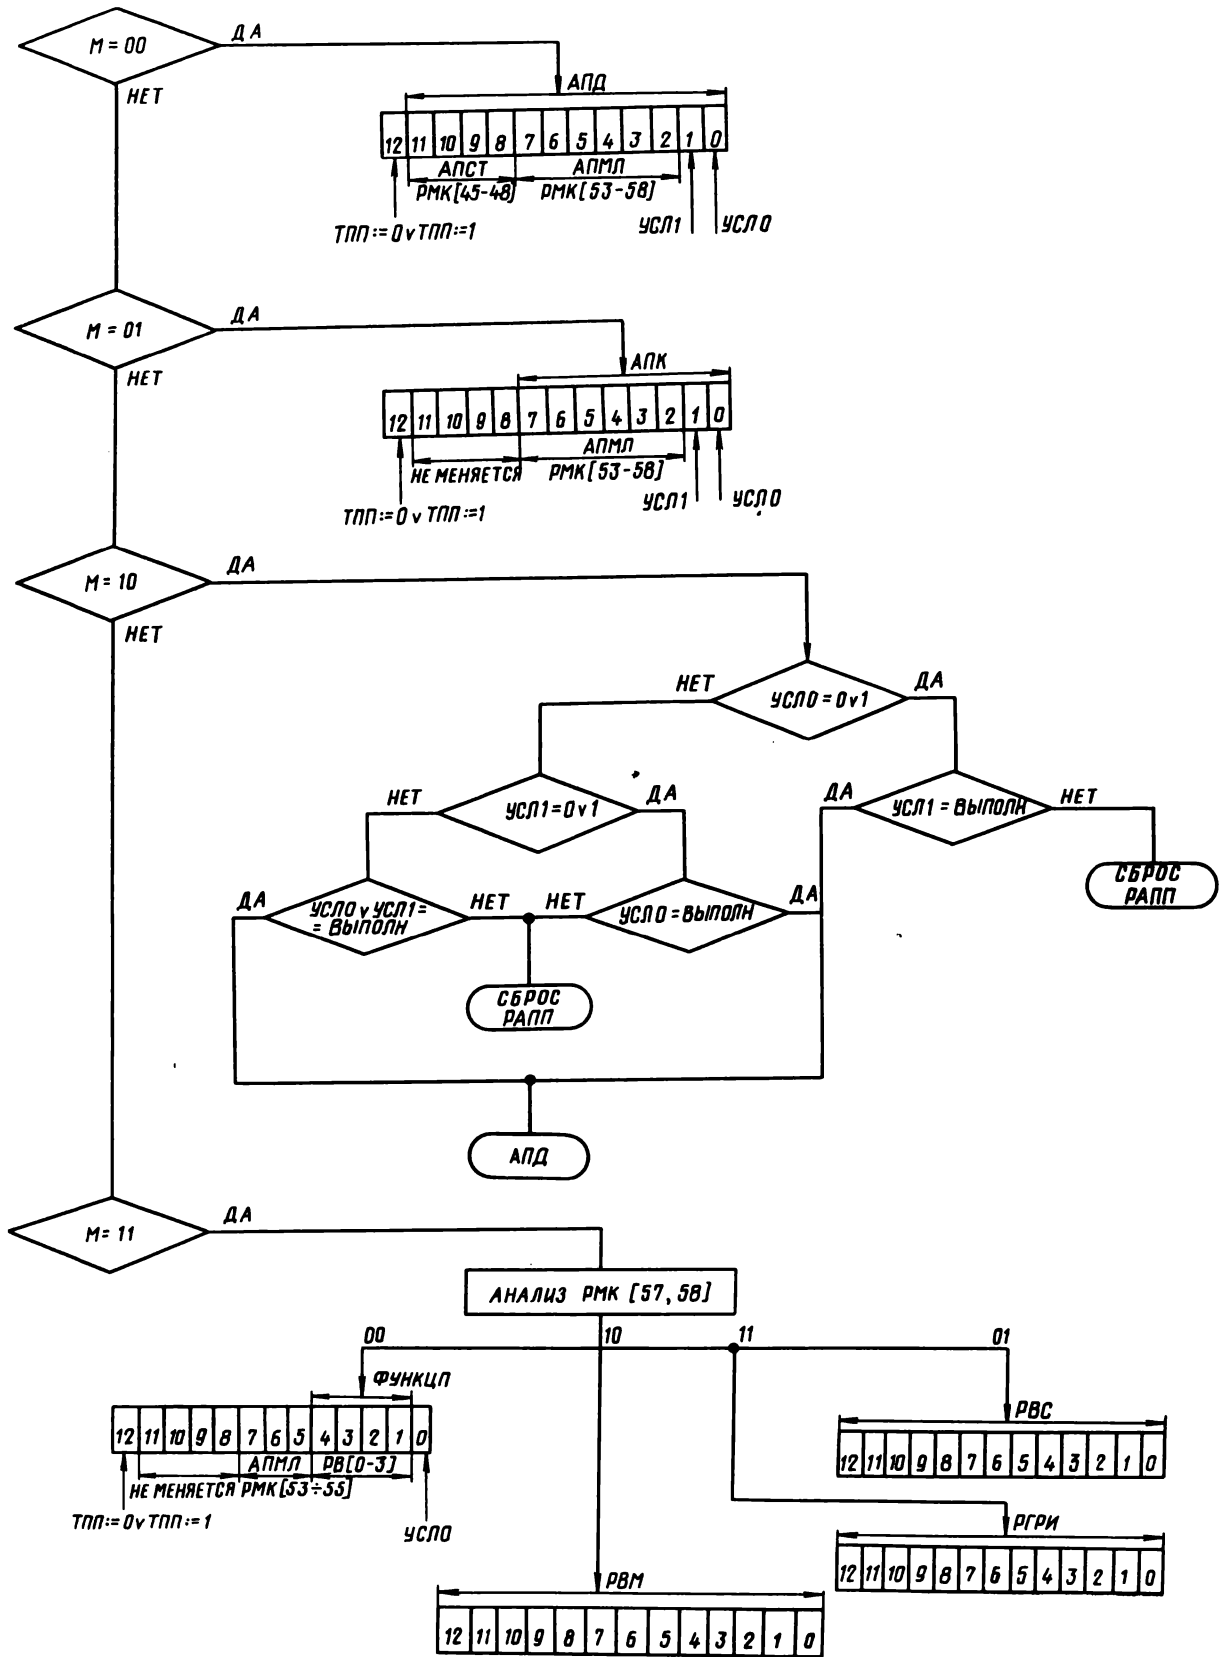 М = 00
ДА
НЕТ
АПД
12 11 10 9 8 7 6 5 4 3 2 1 0
АПСТ АПМЛ
РМК[45-48] РМК[53-58]
ТПП:=0 v ТПП:=1
УСЛ1 УСЛ0
М = 01
ДА
НЕТ
АПК
12 11 10 9 8 7 6 5 4 3 2 1 0
АПМЛ
НЕ МЕНЯЕТСЯ РМК[53-58]
ТПП:=0 v ТПП:=1
УСЛ1 УСЛ0
М = 10
ДА
НЕТ
НЕТ
УСЛ0 = 0v1
ДА
НЕТ
УСЛ1 = 0v1
ДА
ДА
УСЛ1 = ВЫПОЛН
НЕТ
СБРОС
РАПП
ДА
УСЛ0 v УСЛ1 =
= ВЫПОЛН
НЕТ
НЕТ
УСЛ0 = ВЫПОЛН
ДА
СБРОС
РАПП
АПД
М = 11
ДА
АНАЛИЗ РМК [57, 58]
00 10 11 01
ФУНКЦП
12 11 10 9 8 7 6 5 4 3 2 1 0
АПМЛ РВ[0-3]
НЕ МЕНЯЕТСЯ РМК[53÷55]
ТПП:=0 v ТПП:=1
УСЛ0
РВС
12 11 10 9 8 7 6 5 4 3 2 1 0
РГРИ
12 11 10 9 8 7 6 5 4 3 2 1 0
РВМ
12 11 10 9 8 7 6 5 4 3 2 1 0